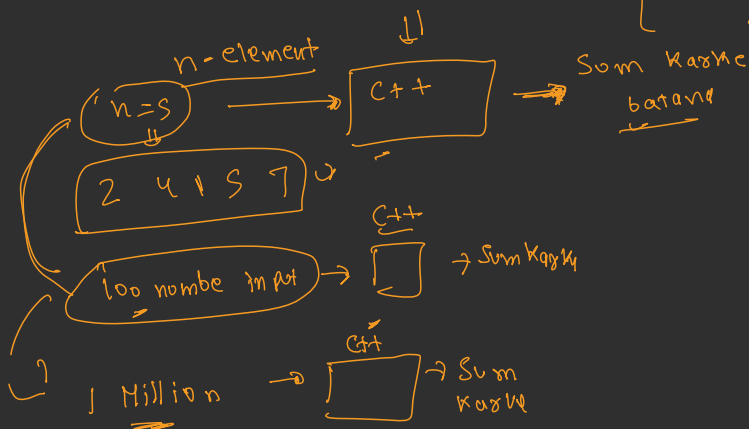 n-element
n=5
C++
Sum Karke
batana
2 4 1 5 7
C++
100 numbe input
Sum Karke
C++
1 Million
Sum
Karke